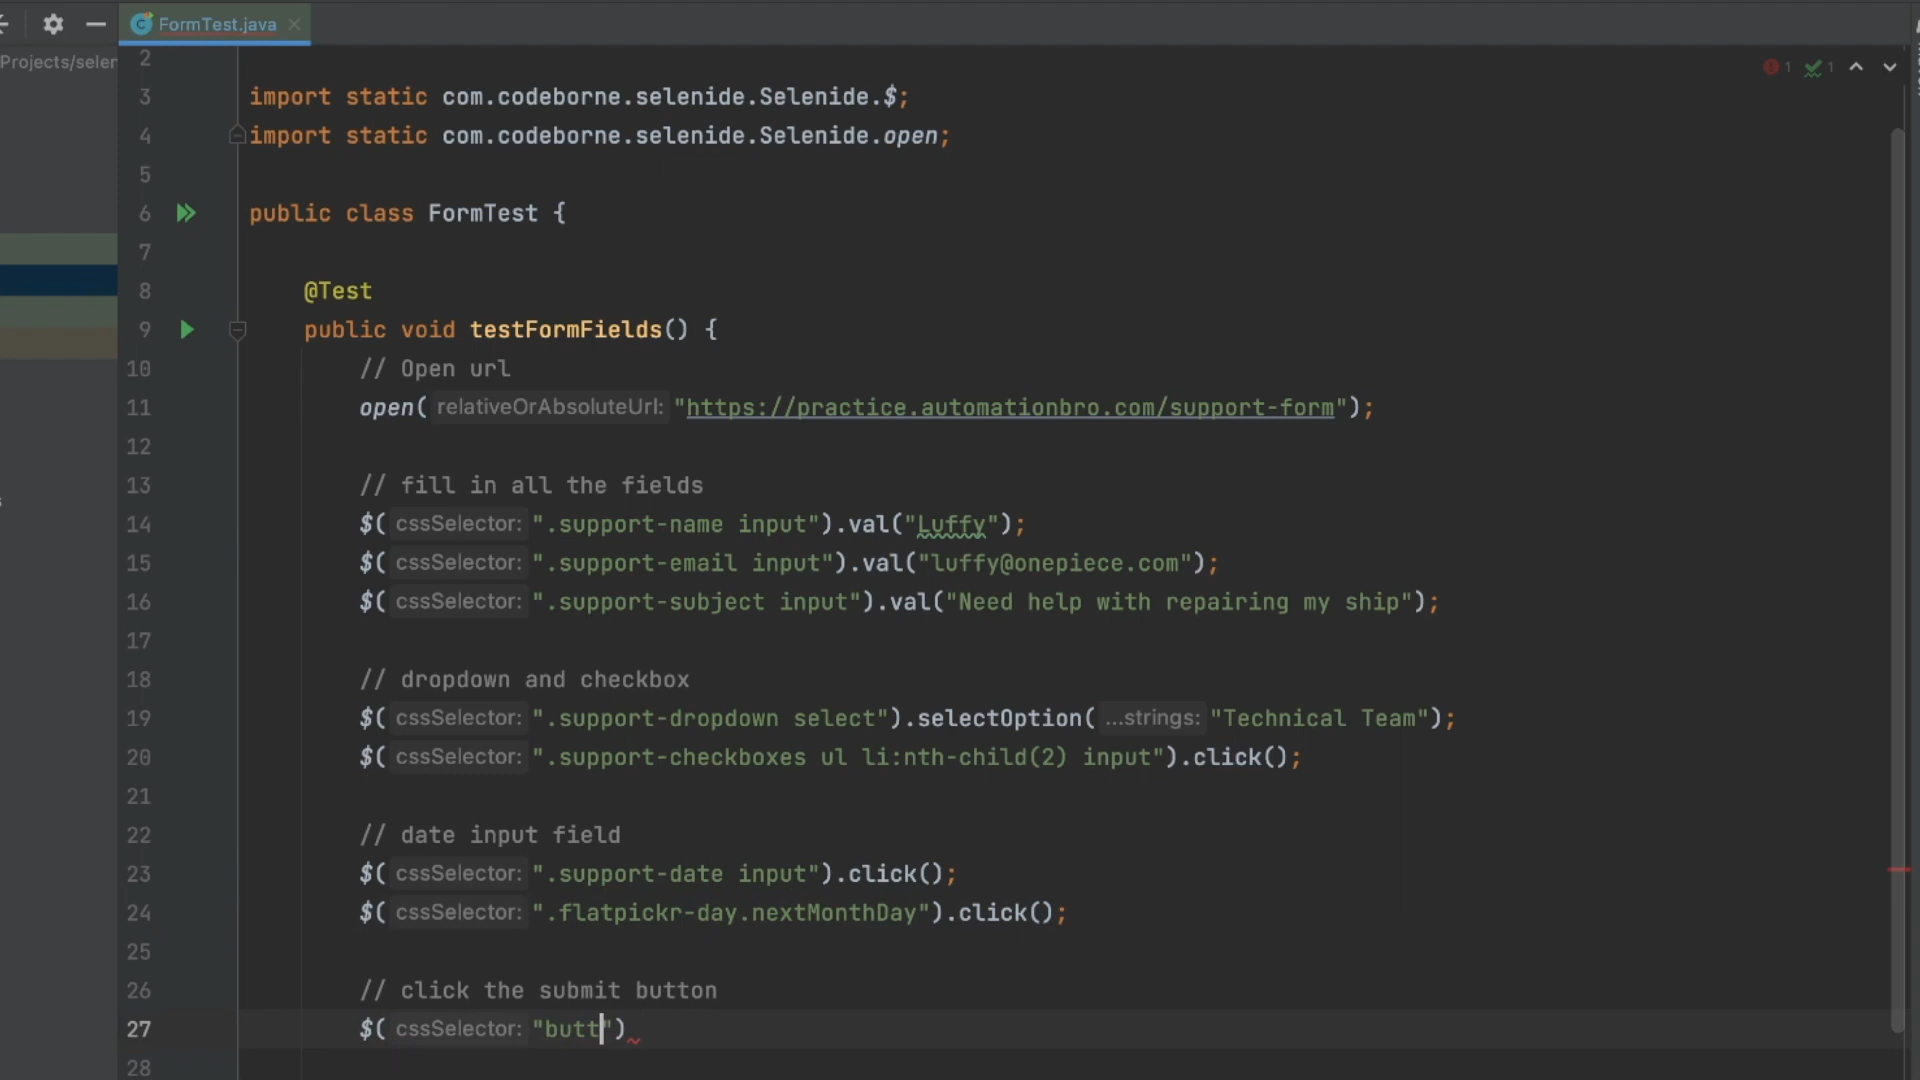 FormTest.java
Projects/selen
1 1
2
3 import static com.codeborne.selenide.Selenide.$;
4 import static com.codeborne.selenide.Selenide.open;
5
6 public class FormTest {
7
8 @Test
9 public void testFormFields() {
10 // Open url
11 open( relativeOrAbsoluteUrl: "https://practice.automationbro.com/support-form");
12
13 // fill in all the fields
14 $( cssSelector: ".support-name input").val("Luffy");
15 $( cssSelector: ".support-email input").val("luffy@onepiece.com");
16 $( cssSelector: ".support-subject input").val("Need help with repairing my ship");
17
18 // dropdown and checkbox
19 $( cssSelector: ".support-dropdown select").selectOption( ...strings: "Technical Team");
20 $( cssSelector: ".support-checkboxes ul li:nth-child(2) input").click();
21
22 // date input field
23 $( cssSelector: ".support-date input").click();
24 $( cssSelector: ".flatpickr-day.nextMonthDay").click();
25
26 // click the submit button
27 $( cssSelector: "butt")
28